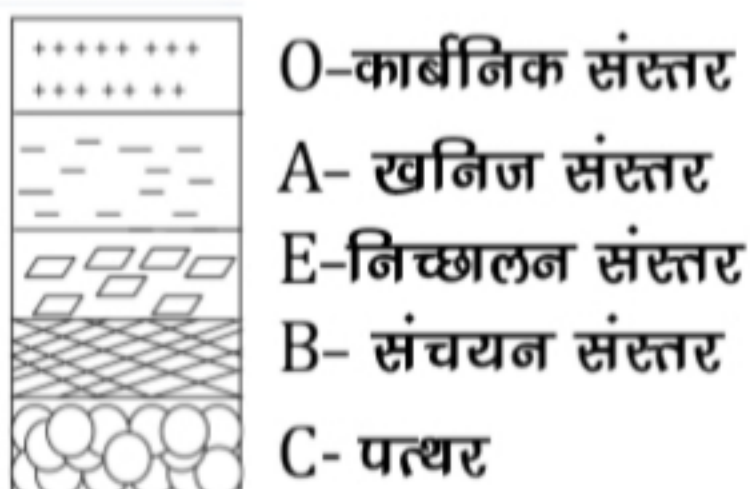 O-कार्बनिक संस्तर
A- खनिज संस्तर
E-निच्छालन संस्तर
B- संचयन संस्तर
C- पत्थर